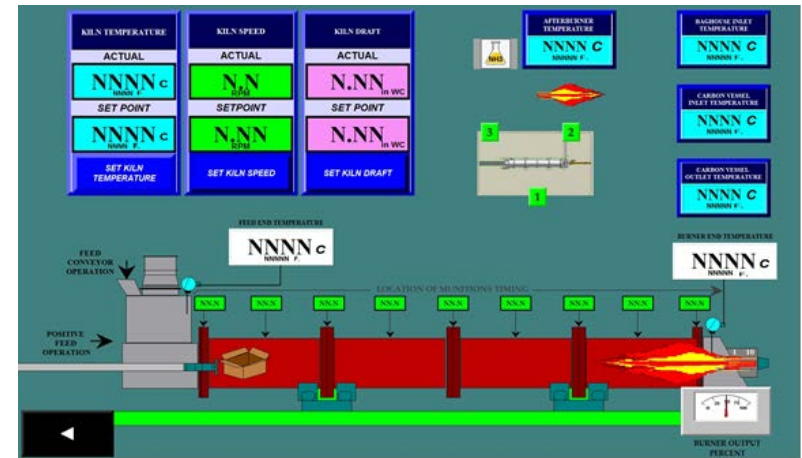 KILN TEMPERATURE
ACTUAL
NNNN C
NNNN F.
SET POINT
NNNN C
NNNN F.
SET KILN
TEMPERATURE
KILN SPEED
ACTUAL
N.N
RPM
SETPOINT
N.NN
RPM
SET KILN SPEED
KILN DRAFT
ACTUAL
N.NN
in WC
SET POINT
N.NN
in WC
SET KILN DRAFT
NH3
AFTERBURNER
TEMPERATURE
NNNN C
NNNNN F.
BAGHOUSE INLET
TEMPERATURE
NNNN C
NNNNN F.
CARBON VESSEL
INLET TEMPERATURE
NNNN C
NNNNN F.
CARBON VESSEL
OUTLET TEMPERATURE
NNNN C
NNNNN F.
3
2
1
FEED END TEMPERATURE
NNNN C
NNNNN F.
BURNER END TEMPERATURE
NNNN C
NNNNN F.
FEED
CONVEYOR
OPERATION
LOCATION OF MUNITIONS TIMING
NN.N NN.N NN.N NN.N NN.N NN.N NN.N NN.N NN.N
POSITIVE
FEED
OPERATION
1 10
BURNER OUTPUT
PERCENT